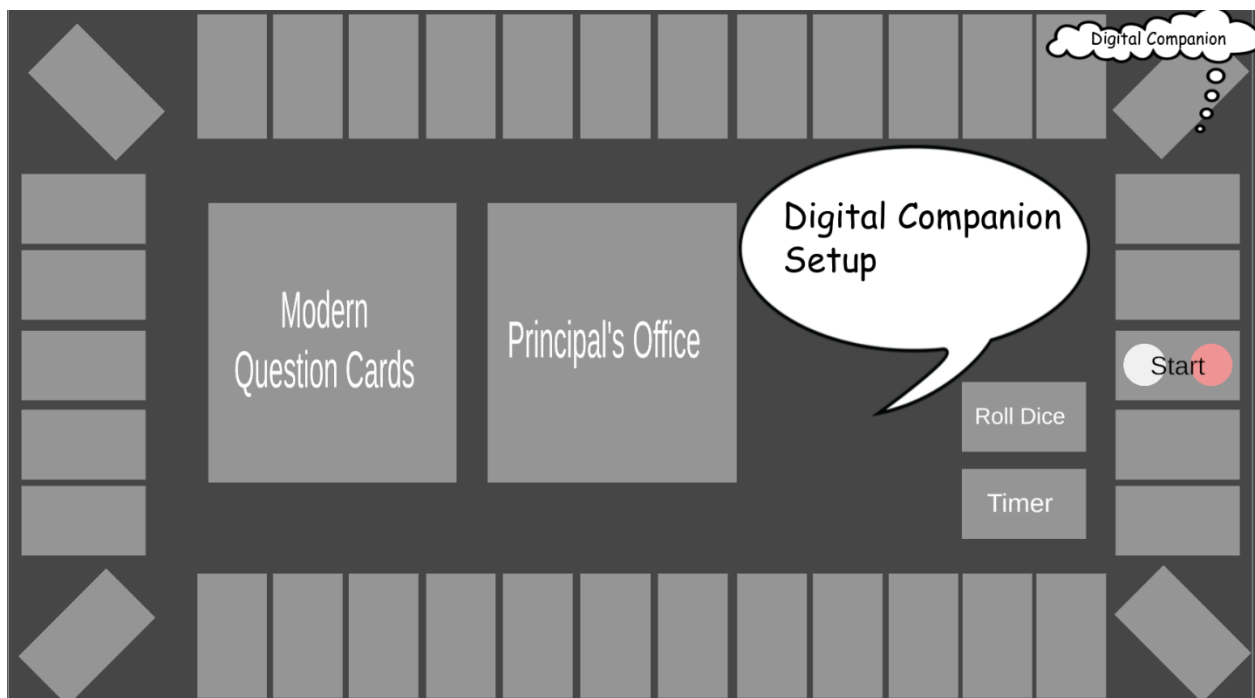 Digital Companion
Digital Companion
Setup
Modern
Question Cards
Principal's Office
Start
Roll Dice
Timer